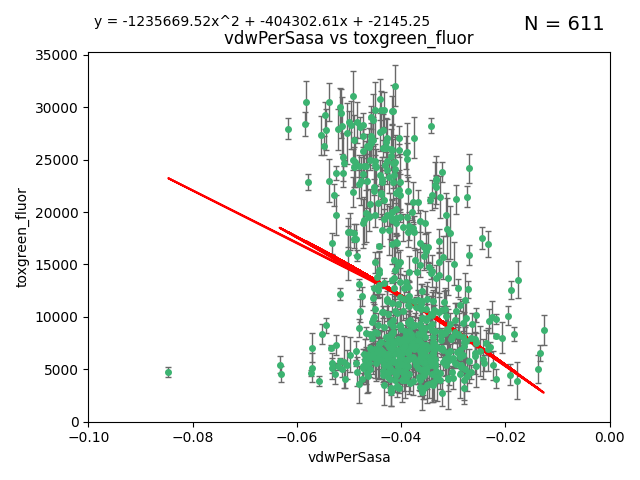 y = -1235669.52x^2 + -404302.61x + -2145.25
N = 611
vdwPerSasa vs toxgreen_fluor
35000
30000
25000
20000
15000
10000
5000
0
toxgreen_fluor
−0.10
−0.08
−0.06
−0.04
−0.02
0.00
vdwPerSasa